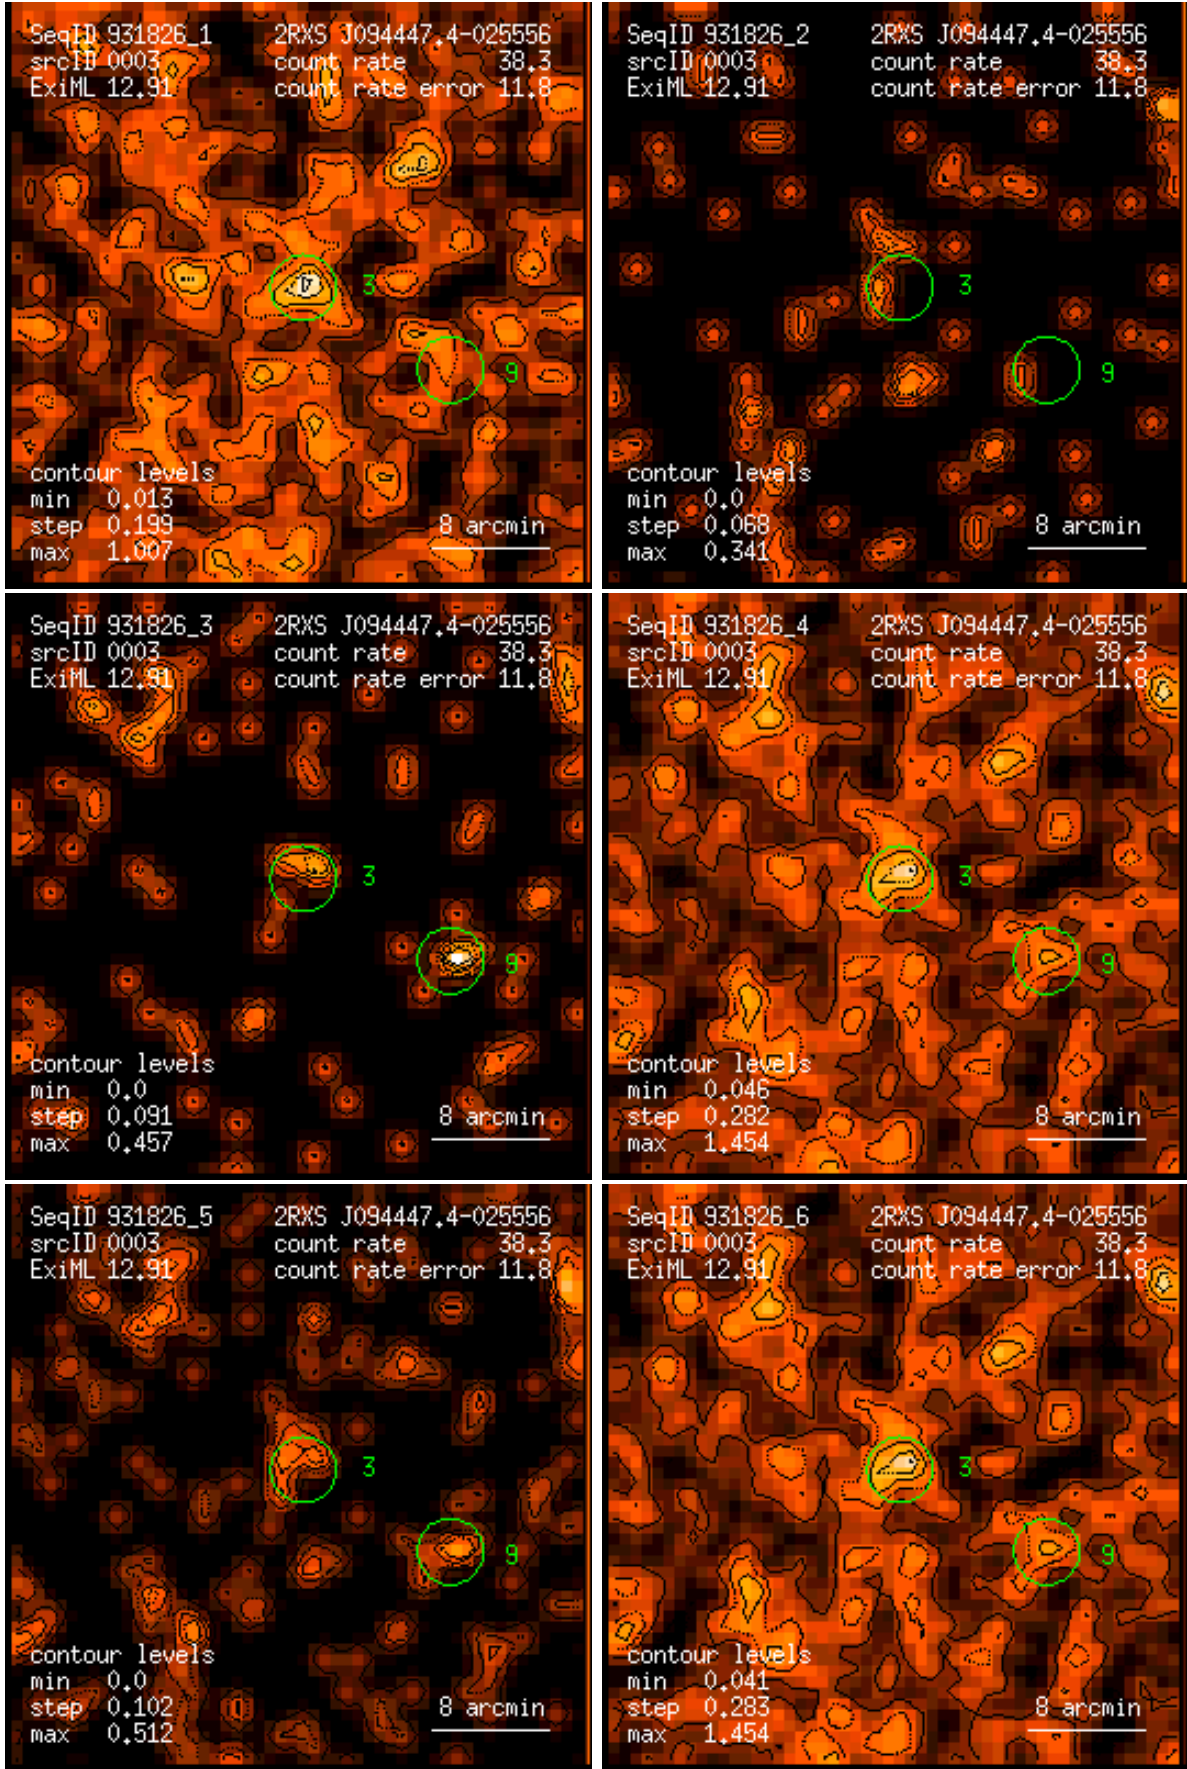 SeqID 931826_1 2RXS J094447.4-025556
srcID 0003 count rate 38.3
ExiML 12.91 count rate error 11.8
3
9
contour levels
min 0.013
step 0.199 8 arcmin
max 1.007
SeqID 931826_2 2RXS J094447.4-025556
srcID 0003 count rate 38.3
ExiML 12.91 count rate error 11.8
3
9
contour levels
min 0.0
step 0.068 8 arcmin
max 0.341
SeqID 931826_3 2RXS J094447.4-025556
srcID 0003 count rate 38.3
ExiML 12.91 count rate error 11.8
3
9
contour levels
min 0.0
step 0.091 8 arcmin
max 0.457
SeqID 931826_4 2RXS J094447.4-025556
srcID 0003 count rate 38.3
ExiML 12.91 count rate error 11.8
3
9
contour levels
min 0.046
step 0.282 8 arcmin
max 1.454
SeqID 931826_5 2RXS J094447.4-025556
srcID 0003 count rate 38.3
ExiML 12.91 count rate error 11.8
3
9
contour levels
min 0.0
step 0.102 8 arcmin
max 0.512
SeqID 931826_6 2RXS J094447.4-025556
srcID 0003 count rate 38.3
ExiML 12.91 count rate error 11.8
3
9
contour levels
min 0.041
step 0.283 8 arcmin
max 1.454